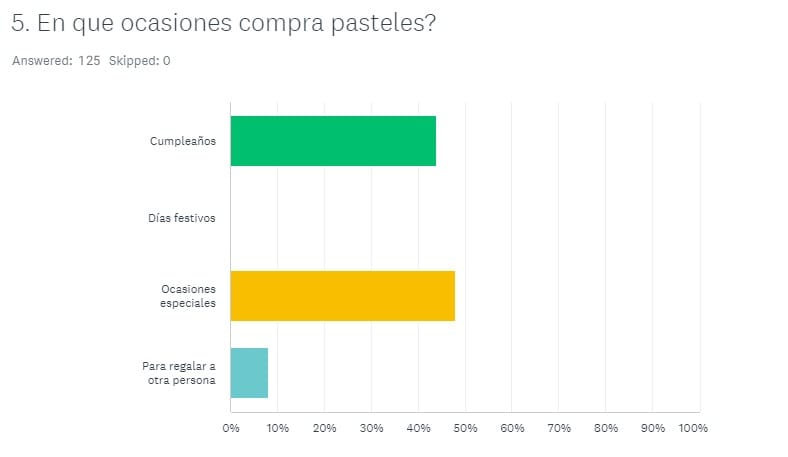 5. En que ocasiones compra pasteles?
Answered: 125 Skipped: 0
Cumpleaños
Días festivos
Ocasiones
especiales
Para regalar a
otra persona
0% 10% 20% 30% 40% 50% 60% 70% 80% 90% 100%